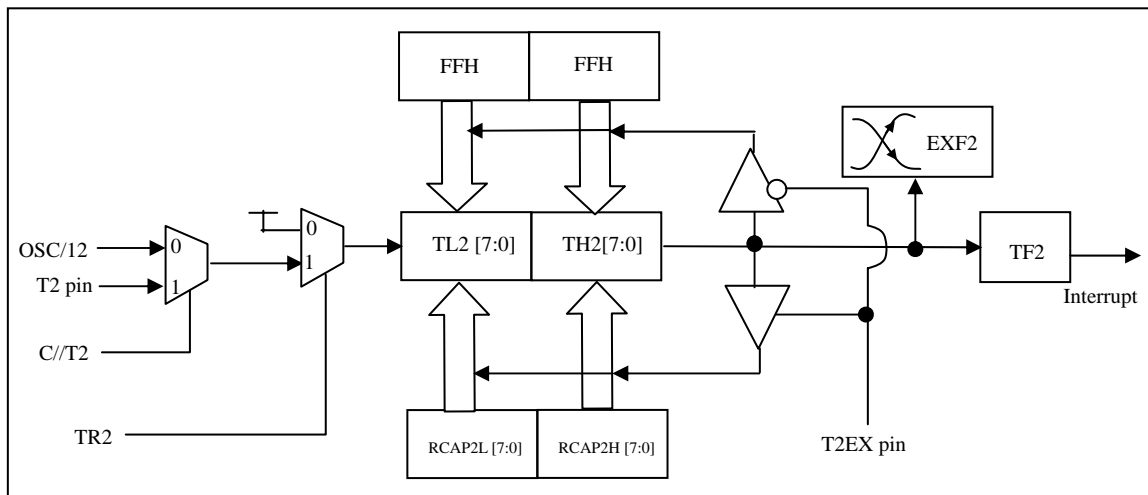 FFH FFH
EXF2
0
OSC/12 0
TL2 [7:0] TH2[7:0]
1
T2 pin 1
TF2
Interrupt
C//T2
TR2
RCAP2L [7:0] RCAP2H [7:0]
T2EX pin